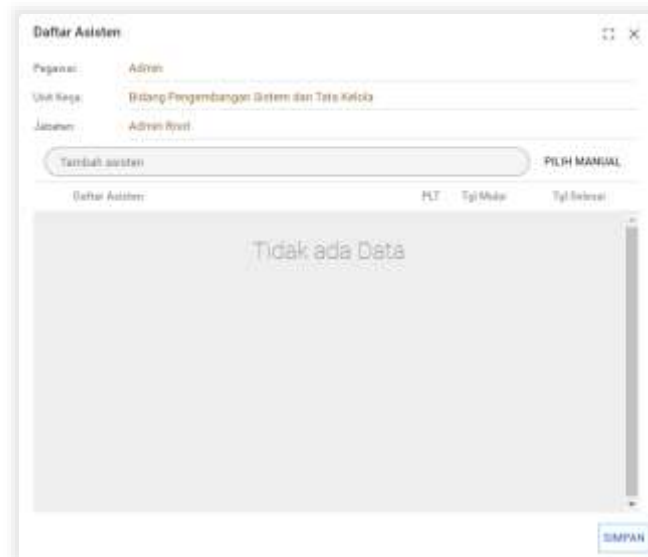 Daftar Asisten
Pegawai: Admin
Unit Kerja: Bidang Pengembangan Sistem dan Tata Kelola
Jabatan: Admin Root
Tambah asisten PILIH MANUAL
Daftar Asisten PLT Tgl Mulai Tgl Selesai
Tidak ada Data
SIMPAN